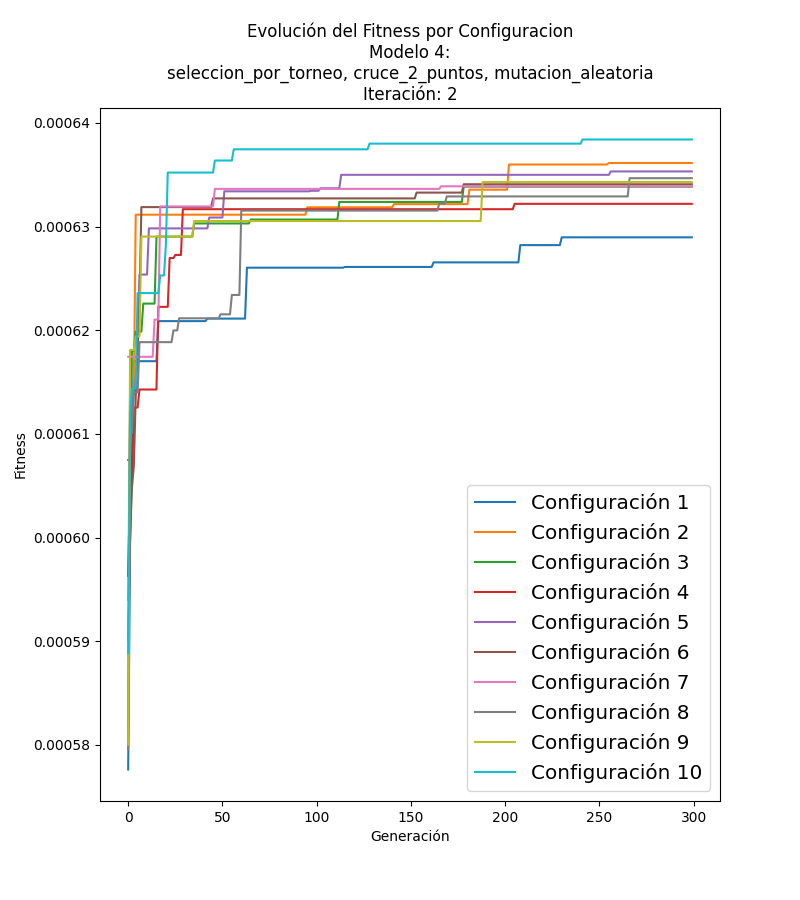 Evolución del Fitness por Configuracion
Modelo 4:
seleccion_por_torneo, cruce_2_puntos, mutacion_aleatoria
Iteración: 2
0.00064
0.00063
0.00062
0.00061
0.00060
0.00059
0.00058
Fitness
0 50 100 150 200 250 300
Generación
Configuración 1
Configuración 2
Configuración 3
Configuración 4
Configuración 5
Configuración 6
Configuración 7
Configuración 8
Configuración 9
Configuración 10